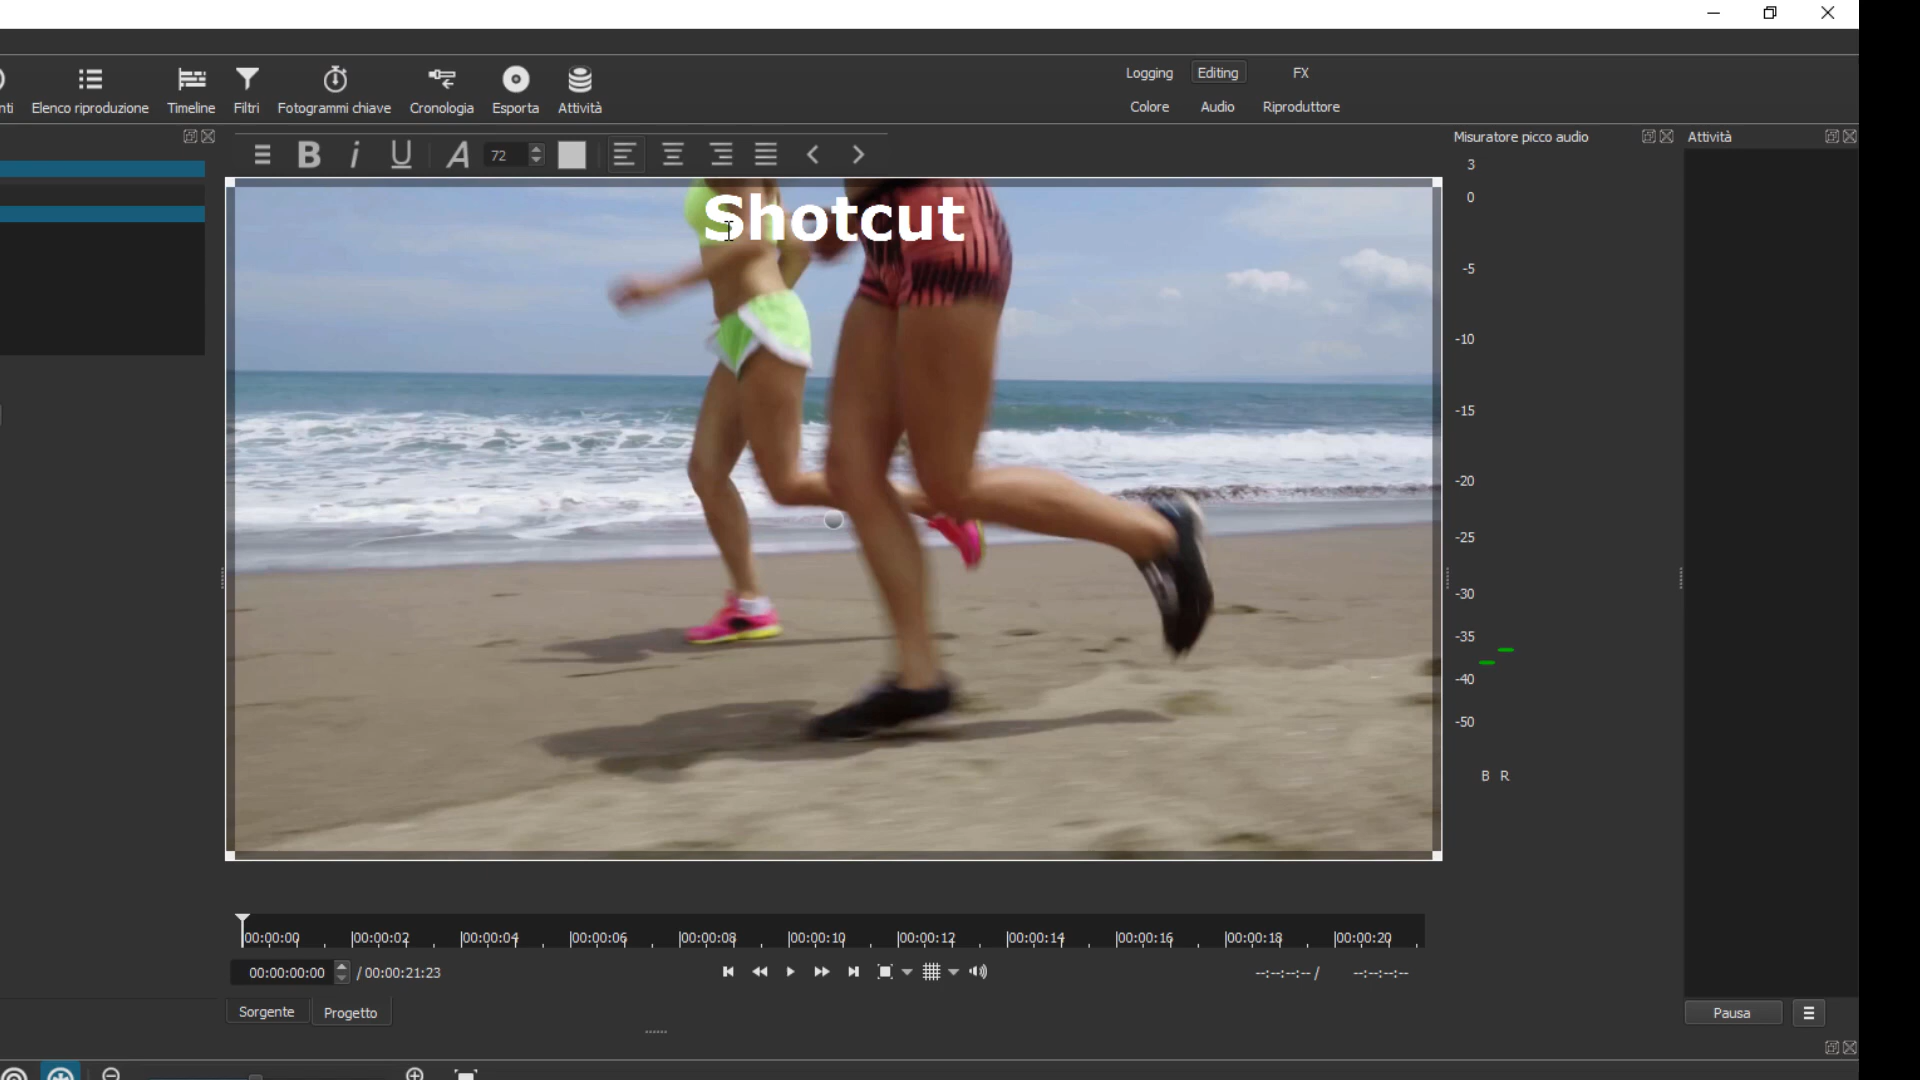 Logging Editing FX
nti Elenco riproduzione Timeline Filtri Fotogrammi chiave Cronologia Esporta Attività
Colore Audio Riproduttore
Misuratore picco audio
Attività
B i U A 72
Shotcut
3
0
-5
-10
-15
-20
-25
-30
-35
-40
-50
B R
00:00:00 00:00:02 00:00:04 00:00:06 00:00:08 00:00:10 00:00:12 00:00:14 00:00:16 00:00:18 00:00:20
00:00:00:00 / 00:00:21:23 --:--:--:-- / --:--:--:--
Sorgente Progetto
Pausa